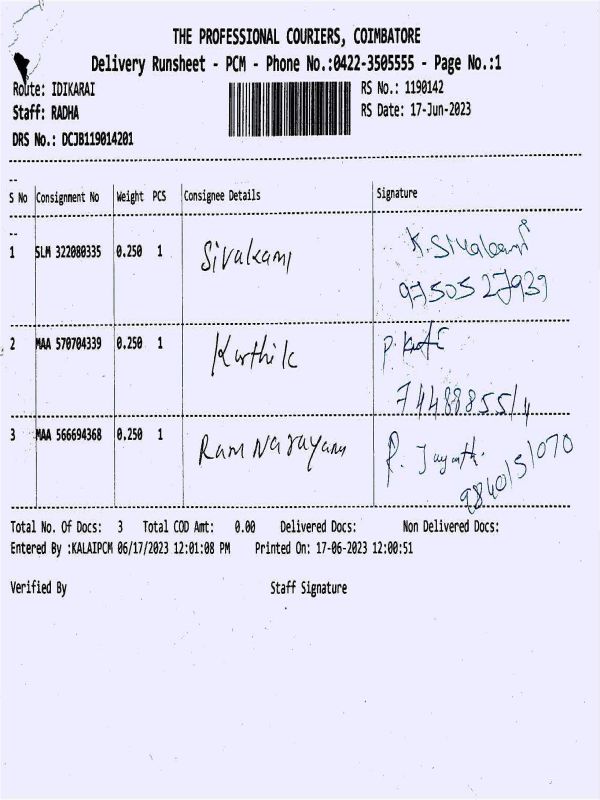 THE PROFESSIONAL COURIERS, COIMBATORE
Delivery Runsheet - PCM - Phone No.:0422-3505555 - Page No.:1
Route: IDIKARAI
RS No.: 1190142
Staff: RADHA
RS Date: 17-Jun-2023
DRS No.: DCJB119014201
S No Consignment No Weight PCS Consignee Details Signature
1 SLM 322080335 0.250 1 Sivakami K. Sivakami
9750527939
2 MAA 570704339 0.250 1 Karthik P.
7448885514
3 MAA 566694368 0.250 1 Ram Narayanan P.
9840151070
Total No. Of Docs: 3 Total COD Amt: 0.00 Delivered Docs: Non Delivered Docs:
Entered By :KALAIPCM 06/17/2023 12:01:08 PM Printed On: 17-06-2023 12:00:51
Verified By Staff Signature